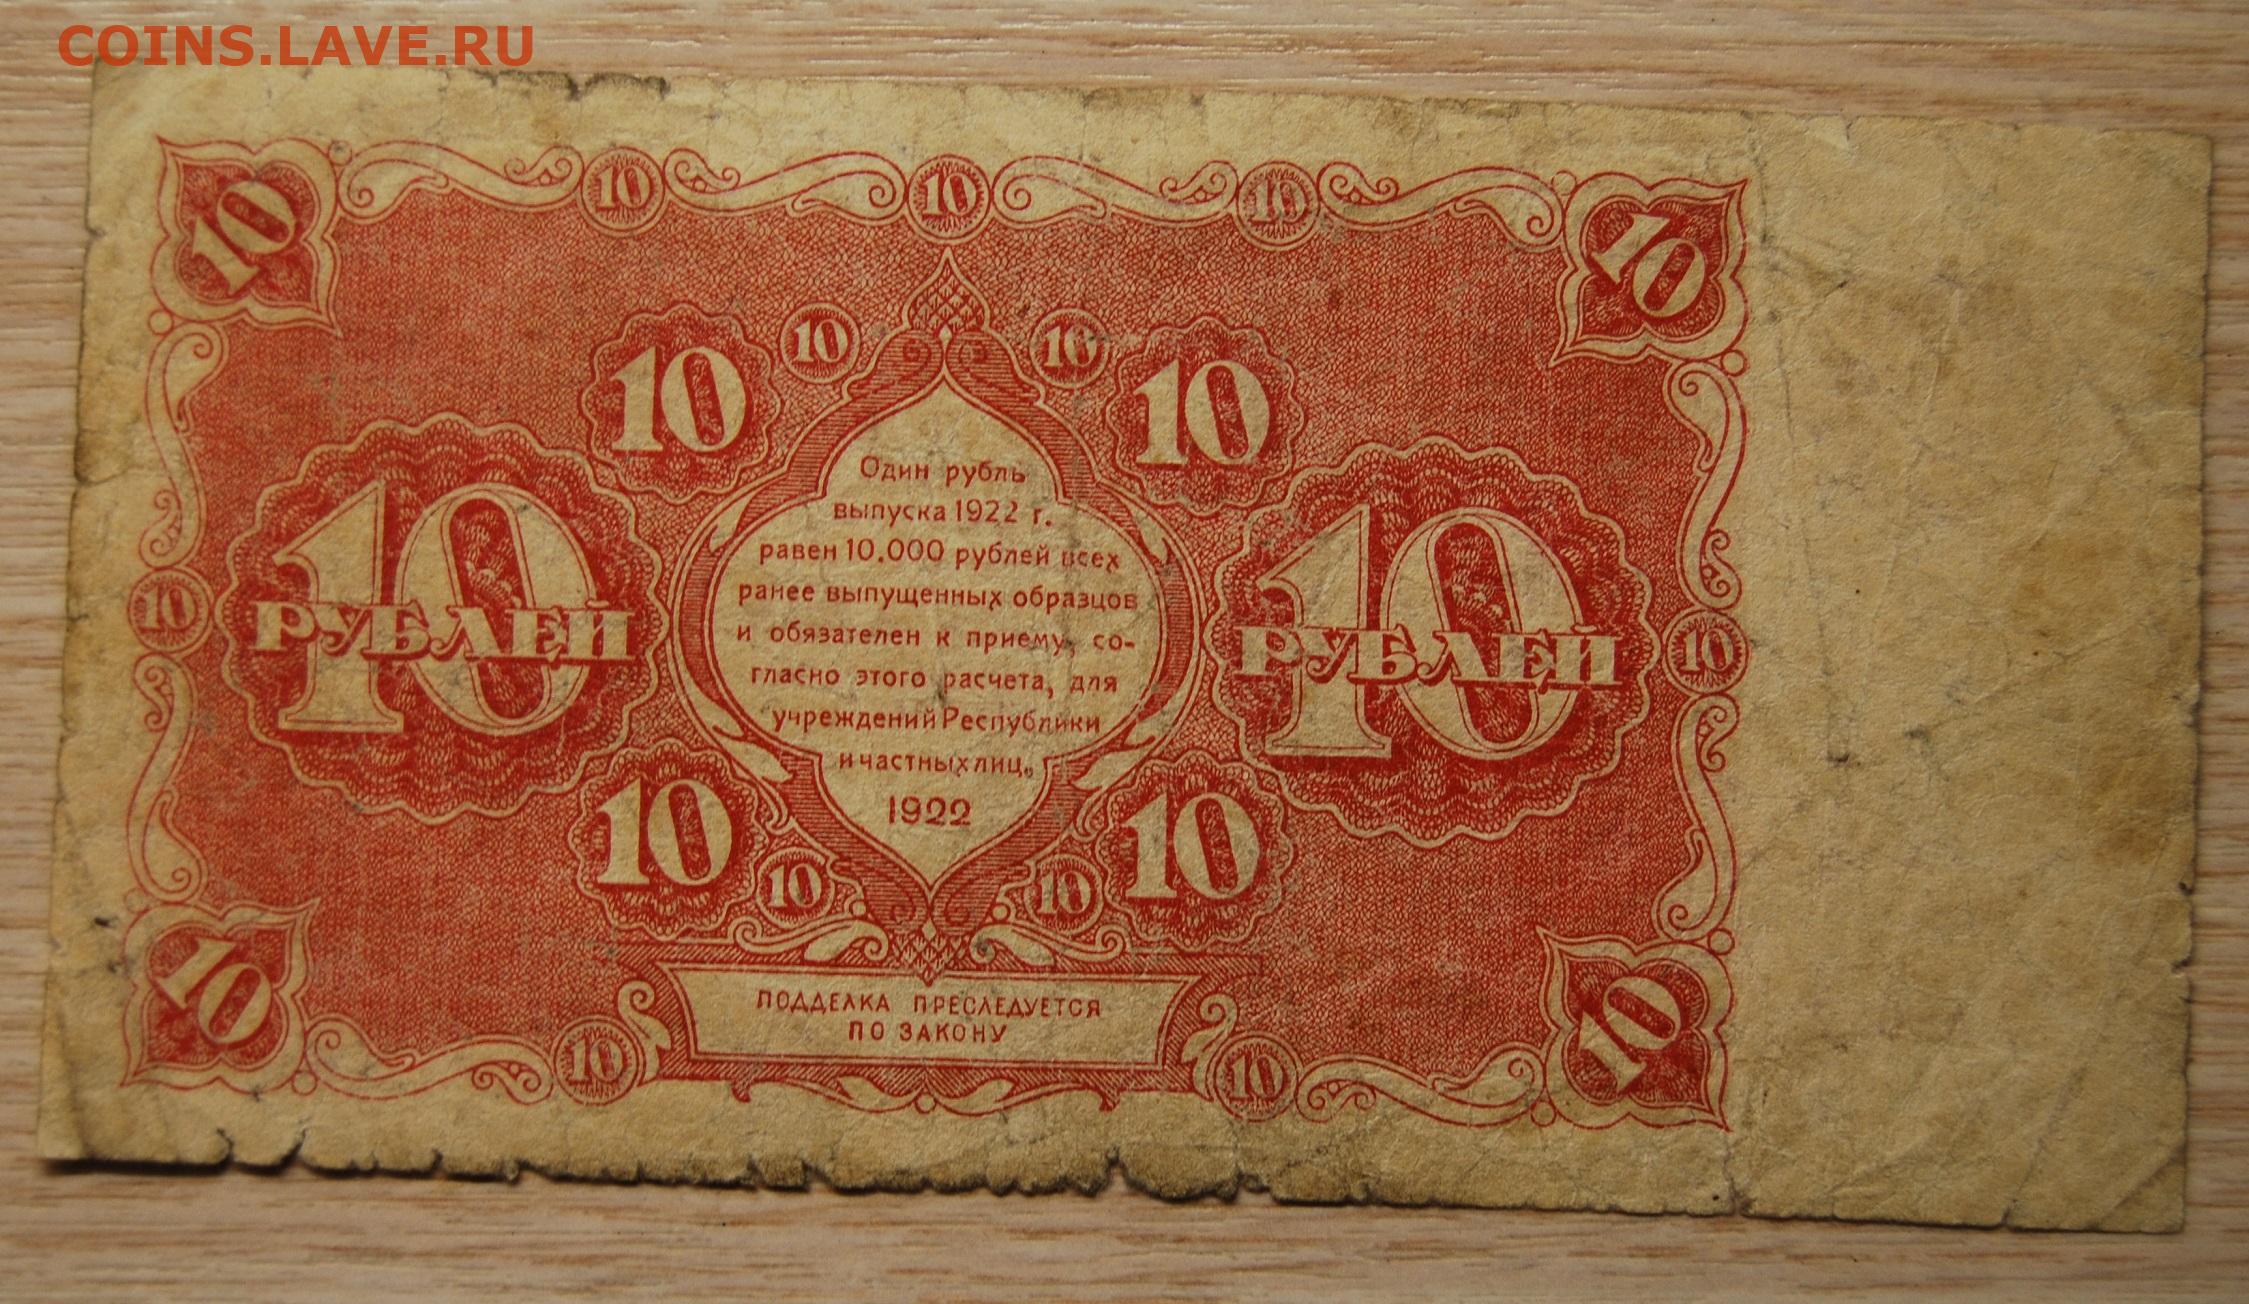 COINS.LAVE.RU
10 10 10 10 10
10 10 10 10
Один рубль
выпуска 1922 г.
равен 10.000 рублей всех
ранее выпущенных образцов
и обязателен к приему, со-
гласно этого расчета, для
учреждений Республики
и частных лиц.
1922
10 10 РУБЛЕЙ
10 РУБЛЕЙ 10
10 10 10 10
ПОДДЕЛКА ПРЕСЛЕДУЕТСЯ
ПО ЗАКОНУ
10 10 10 10